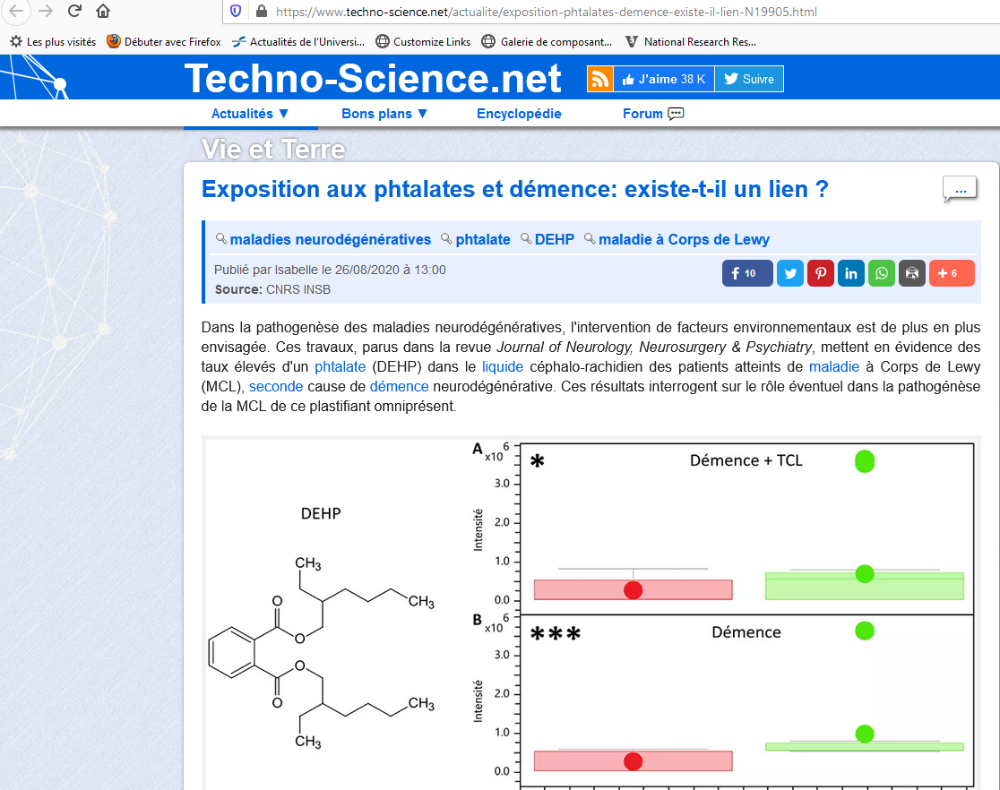 https://www.techno-science.net/actualite/exposition-phtalates-demence-existe-il-lien-N19905.html
Les plus visités Débuter avec Firefox Actualités de l'Universi... Customize Links Galerie de composant... National Research Res...
Techno-Science.net J'aime 38 K Suivre
Actualités ▼ Bons plans ▼ Encyclopédie Forum
Vie et Terre
Exposition aux phtalates et démence: existe-t-il un lien ? ...
maladies neurodégénératives phtalate DEHP maladie à Corps de Lewy
Publié par Isabelle le 26/08/2020 à 13:00 10 + 6
Source: CNRS INSB
Dans la pathogenèse des maladies neurodégénératives, l'intervention de facteurs environnementaux est de plus en plus
envisagée. Ces travaux, parus dans la revue Journal of Neurology, Neurosurgery & Psychiatry, mettent en évidence des
taux élevés d'un phtalate (DEHP) dans le liquide céphalo-rachidien des patients atteints de maladie à Corps de Lewy
(MCL), seconde cause de démence neurodégénérative. Ces résultats interrogent sur le rôle éventuel dans la pathogénèse
de la MCL de ce plastifiant omniprésent.
DEHP
CH3
CH3
O
O
O
O
CH3
CH3
A x10 6
* Démence + TCL
3.0
2.0
1.0
0.0
Intensité
B x10 6
*** Démence
3.0
2.0
1.0
0.0
Intensité